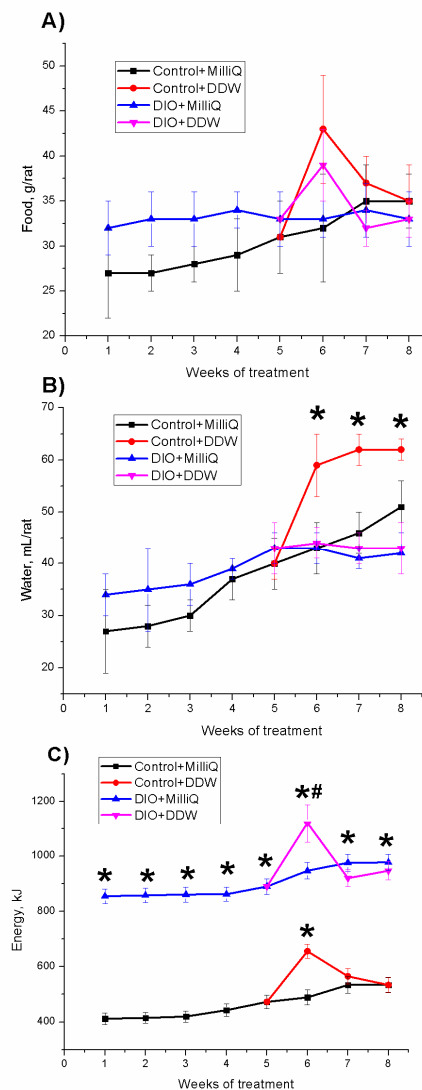 A)
Control+MilliQ
Control+DDW
DIO+MilliQ
DIO+DDW
Food, g/rat
50
45
40
35
30
25
20
0 1 2 3 4 5 6 7 8
Weeks of treatment
B)
Control+MilliQ
Control+DDW
DIO+MilliQ
DIO+DDW
* * *
Water, mL/rat
70
60
50
40
30
20
0 1 2 3 4 5 6 7 8
Weeks of treatment
C)
Control+MilliQ
Control+DDW
DIO+MilliQ
DIO+DDW
*#
* * * * * * *
*
Energy, kJ
1200
1000
800
600
400
0 1 2 3 4 5 6 7 8
Weeks of treatment